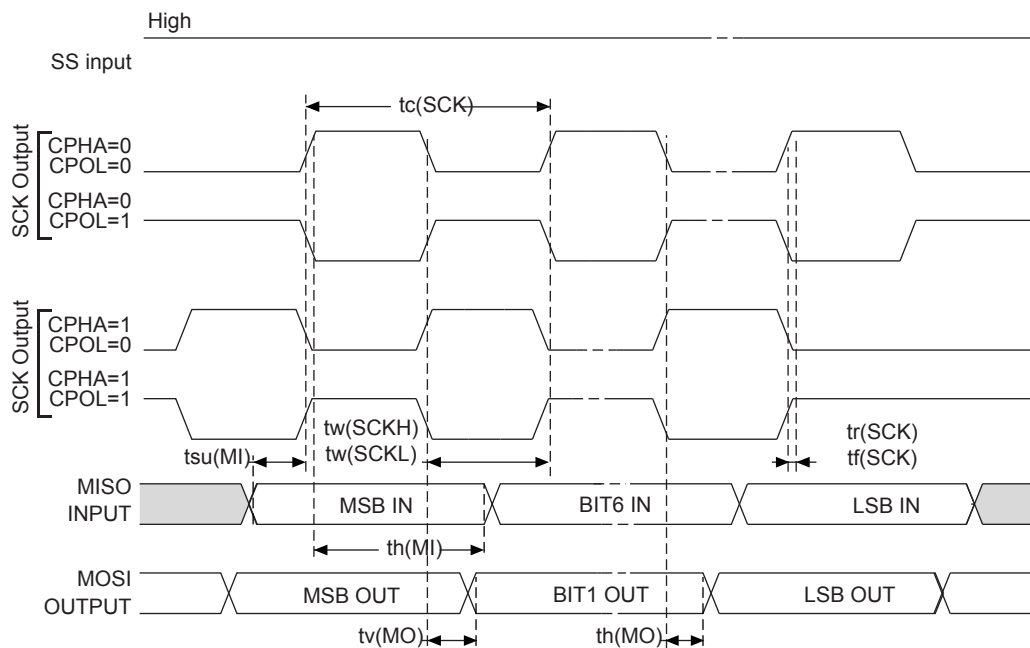 High
SS input
tc(SCK)
SCK Output
CPHA=0
CPOL=0
CPHA=0
CPOL=1
SCK Output
CPHA=1
CPOL=0
CPHA=1
CPOL=1
tw(SCKH)
tw(SCKL)
tr(SCK)
tf(SCK)
tsu(MI)
MISO
INPUT
MSB IN
BIT6 IN
LSB IN
th(MI)
MOSI
OUTPUT
MSB OUT
BIT1 OUT
LSB OUT
tv(MO)
th(MO)